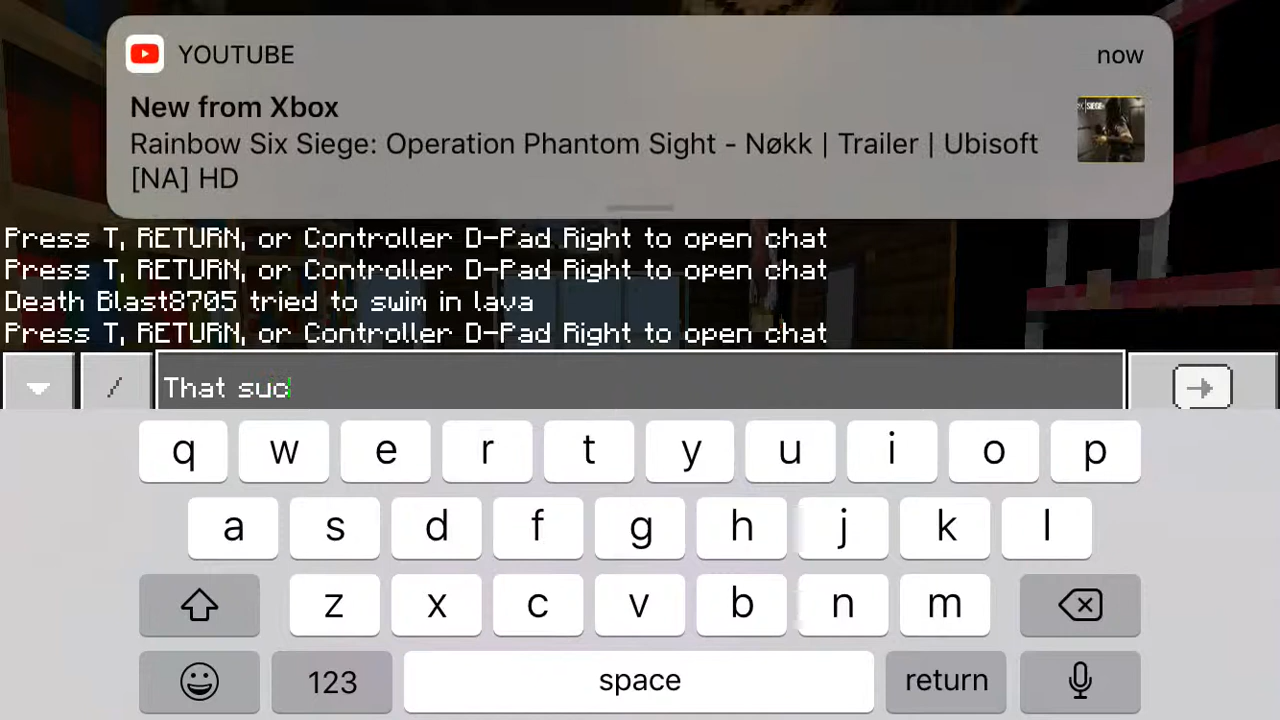 YOUTUBE now
New from Xbox
Rainbow Six Siege: Operation Phantom Sight - Nøkk | Trailer | Ubisoft
[NA] HD
SIEGE
Press T, RETURN, or Controller D-Pad Right to open chat
Press T, RETURN, or Controller D-Pad Right to open chat
Death Blast8705 tried to swim in lava
Press T, RETURN, or Controller D-Pad Right to open chat
/ That suc
q w e r t y u i o p
a s d f g h j k l
z x c v b n m
123 space return